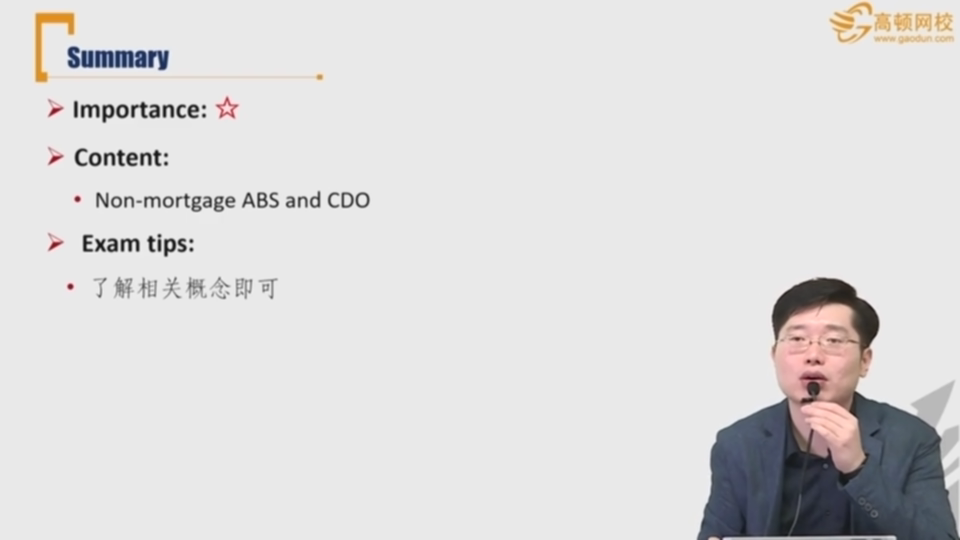 高顿网校
www.gaodun.com
Summary
Importance:
Content:
Non-mortgage ABS and CDO
Exam tips:
了解相关概念即可